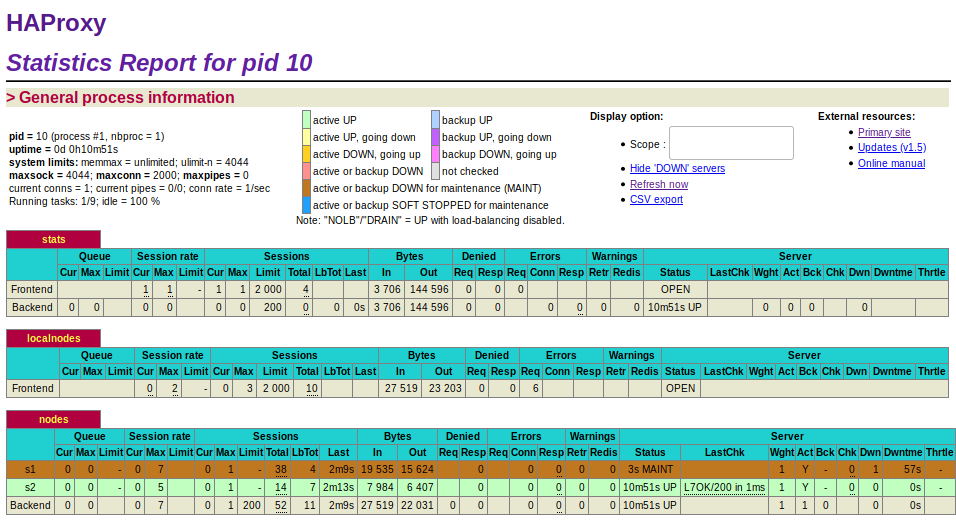 HAProxy
Statistics Report for pid 10
> General process information
pid = 10 (process #1, nbproc = 1)
uptime = 0d 0h10m51s
system limits: memmax = unlimited; ulimit-n = 4044
maxsock = 4044; maxconn = 2000; maxpipes = 0
current conns = 1; current pipes = 0/0; conn rate = 1/sec
Running tasks: 1/9; idle = 100 %
active UP backup UP
active UP, going down backup UP, going down
active DOWN, going up backup DOWN, going up
active or backup DOWN not checked
active or backup DOWN for maintenance (MAINT)
active or backup SOFT STOPPED for maintenance
Note: "NOLB"/"DRAIN" = UP with load-balancing disabled.
Display option:
• Scope :
• Hide 'DOWN' servers
• Refresh now
• CSV export
External resources:
• Primary site
• Updates (v1.5)
• Online manual
stats
Queue Session rate Sessions Bytes Denied Errors Warnings Server
Cur Max Limit Cur Max Limit Cur Max Limit Total LbTot Last In Out Req Resp Req Conn Resp Retr Redis Status LastChk Wght Act Bck Chk Dwn Dwntme Thrtle
Frontend 1 1 - 1 1 2 000 4 3 706 144 596 0 0 0 OPEN
Backend 0 0 0 0 0 0 200 0 0 0s 3 706 144 596 0 0 0 0 0 0 10m51s UP 0 0 0 0
localnodes
Queue Session rate Sessions Bytes Denied Errors Warnings Server
Cur Max Limit Cur Max Limit Cur Max Limit Total LbTot Last In Out Req Resp Req Conn Resp Retr Redis Status LastChk Wght Act Bck Chk Dwn Dwntme Thrtle
Frontend 0 2 - 0 3 2 000 10 27 519 23 203 0 0 6 OPEN
nodes
Queue Session rate Sessions Bytes Denied Errors Warnings Server
Cur Max Limit Cur Max Limit Cur Max Limit Total LbTot Last In Out Req Resp Req Conn Resp Retr Redis Status LastChk Wght Act Bck Chk Dwn Dwntme Thrtle
s1 0 0 - 0 7 0 1 - 38 4 2m9s 19 535 15 624 0 0 0 0 0 3s MAINT 1 Y - 0 1 57s -
s2 0 0 - 0 5 0 1 - 14 7 2m13s 7 984 6 407 0 0 0 0 0 10m51s UP L7OK/200 in 1ms 1 Y - 0 0 0s -
Backend 0 0 0 7 0 1 200 52 11 2m9s 27 519 22 031 0 0 0 0 0 0 10m51s UP 1 1 0 0 0s